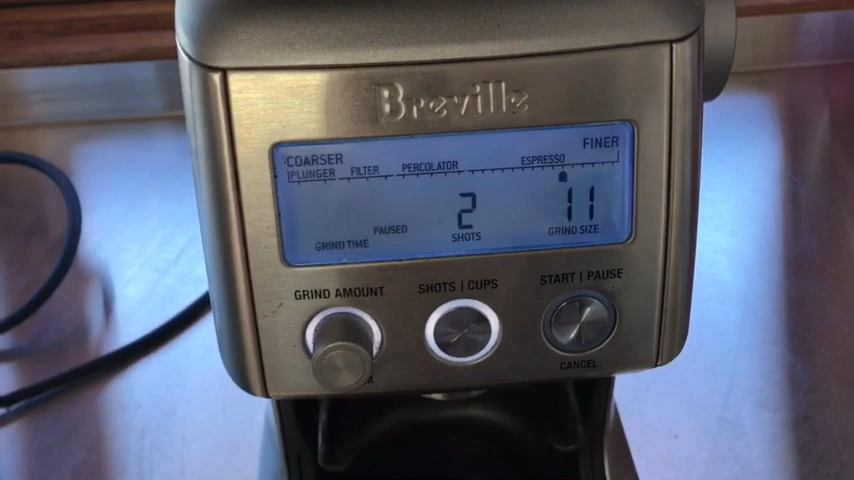 Breville
COARSER FINER
PLUNGER FILTER PERCOLATOR ESPRESSO
2 11
PAUSED
GRIND TIME SHOTS GRIND SIZE
GRIND AMOUNT SHOTS | CUPS START | PAUSE
CANCEL